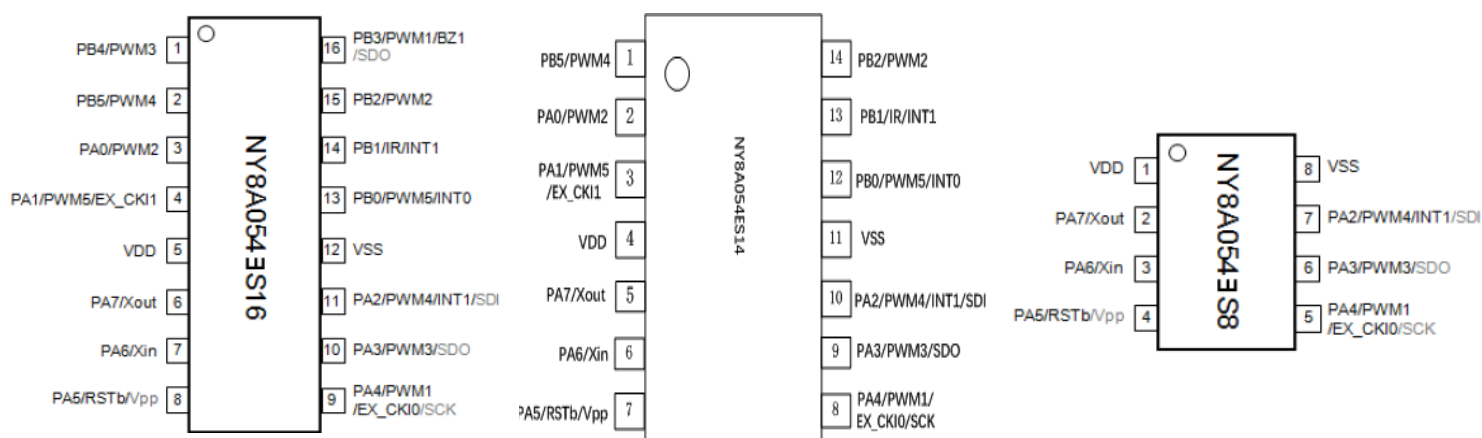 PB4/PWM3 1
PB5/PWM4 2
PA0/PWM2 3
PA1/PWM5/EX_CKI1 4
VDD 5
PA7/Xout 6
PA6/Xin 7
PA5/RSTb/Vpp 8
NY8A054ES16
16 PB3/PWM1/BZ1
/SDO
15 PB2/PWM2
14 PB1/IR/INT1
13 PB0/PWM5/INT0
12 VSS
11 PA2/PWM4/INT1/SDI
10 PA3/PWM3/SDO
9 PA4/PWM1
/EX_CKI0/SCK
PB5/PWM4 1
PA0/PWM2 2
PA1/PWM5
/EX_CKI1 3
VDD 4
PA7/Xout 5
PA6/Xin 6
PA5/RSTb/Vpp 7
NY8A054ES14
14 PB2/PWM2
13 PB1/IR/INT1
12 PB0/PWM5/INT0
11 VSS
10 PA2/PWM4/INT1/SDI
9 PA3/PWM3/SDO
8 PA4/PWM1/
EX_CKI0/SCK
VDD 1
PA7/Xout 2
PA6/Xin 3
PA5/RSTb/Vpp 4
NY8A054ES8
8 VSS
7 PA2/PWM4/INT1/SDI
6 PA3/PWM3/SDO
5 PA4/PWM1
/EX_CKI0/SCK